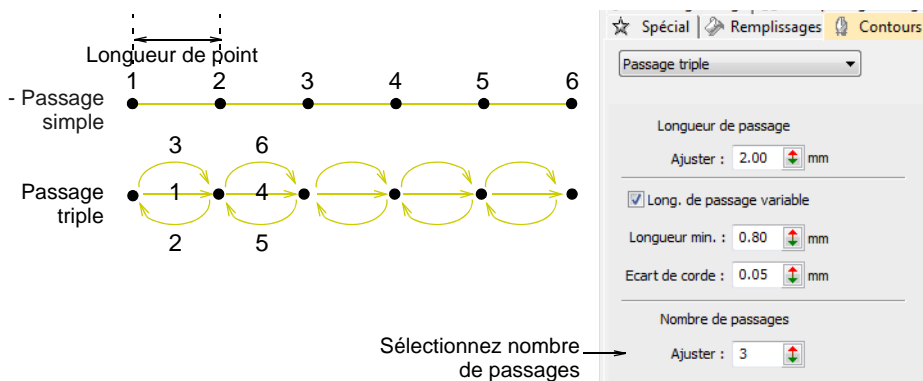 Longueur de point
1 2 3 4 5 6
- Passage
simple
3 6
Passage
triple
1 4
2 5
Sélectionnez nombre
de passages
Spécial
Remplissages
Contours
Passage triple
Longueur de passage
Ajuster : 2.00 mm
Long. de passage variable
Longueur min. : 0.80 mm
Ecart de corde : 0.05 mm
Nombre de passages
Ajuster : 3